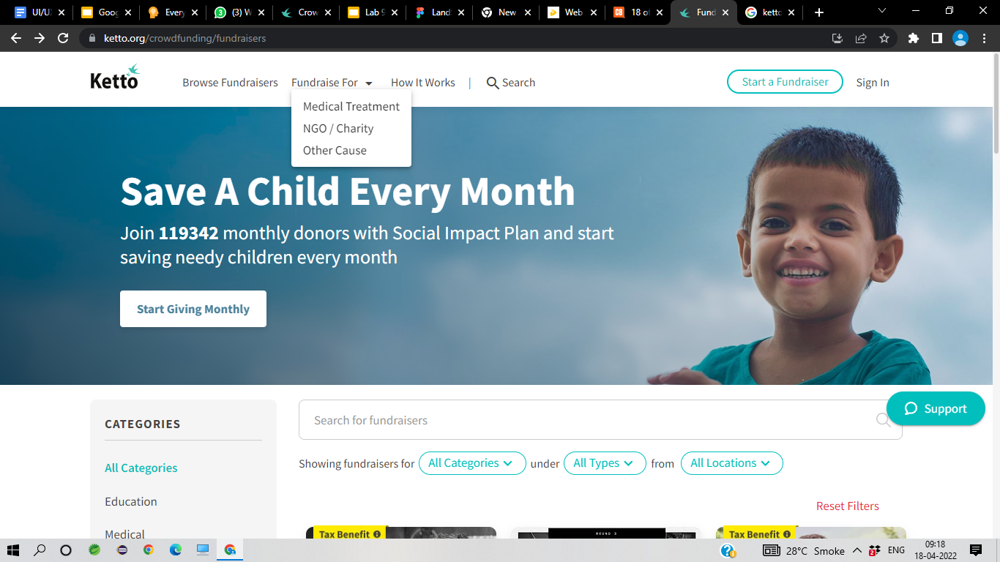 UI/U
Goog
Every
(3) W
Crow
Lab 9
Land
New
Web
18 of
Fund
ketto
ketto.org/crowdfunding/fundraisers
Ketto
Browse Fundraisers
Fundraise For
How It Works
Search
Start a Fundraiser
Sign In
Medical Treatment
NGO / Charity
Other Cause
Save A Child Every Month
Join 119342 monthly donors with Social Impact Plan and start
saving needy children every month
Start Giving Monthly
CATEGORIES
All Categories
Education
Medical
Search for fundraisers
Support
Showing fundraisers for All Categories under All Types from All Locations
Reset Filters
Tax Benefit
ROUND 3
Tax Benefit
28°C Smoke
2
ENG
09:18
18-04-2022